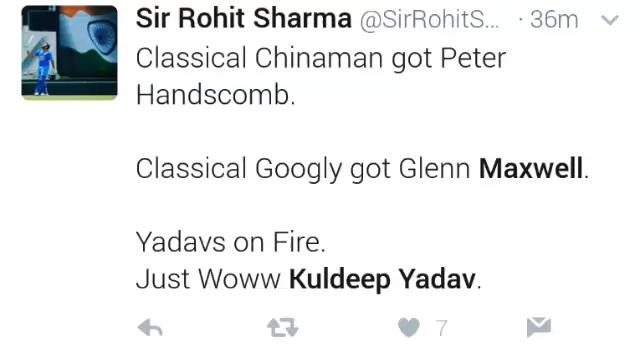 Sir Rohit Sharma @SirRohitS... · 36m
Classical Chinaman got Peter
Handscomb.
Classical Googly got Glenn Maxwell.
Yadavs on Fire.
Just Woww Kuldeep Yadav.
7